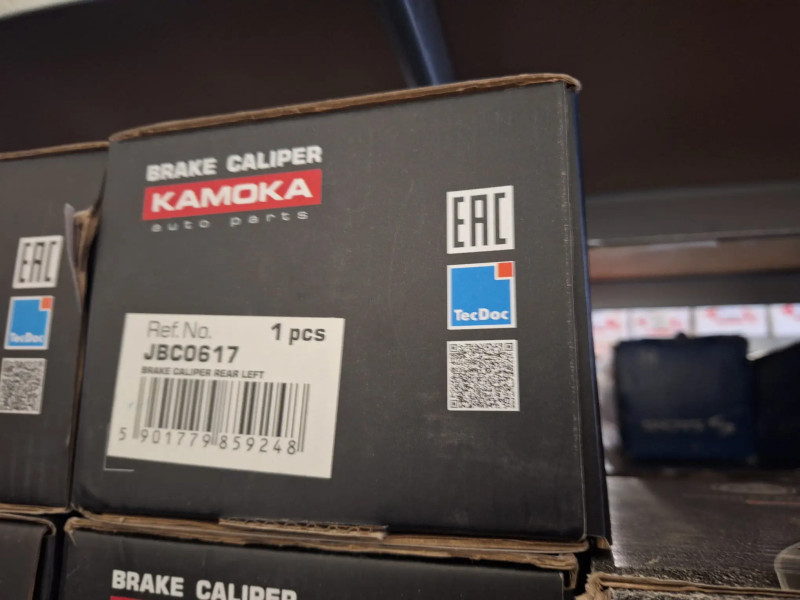 BRAKE CALIPER
KAMOKA
auto parts
EAC
TecDoc
Ref. No.
1 pcs
JBC0617
BRAKE CALIPER REAR LEFT
5 901779 859248
EAC
TecDoc
BRAKE CALIPER
SACHS